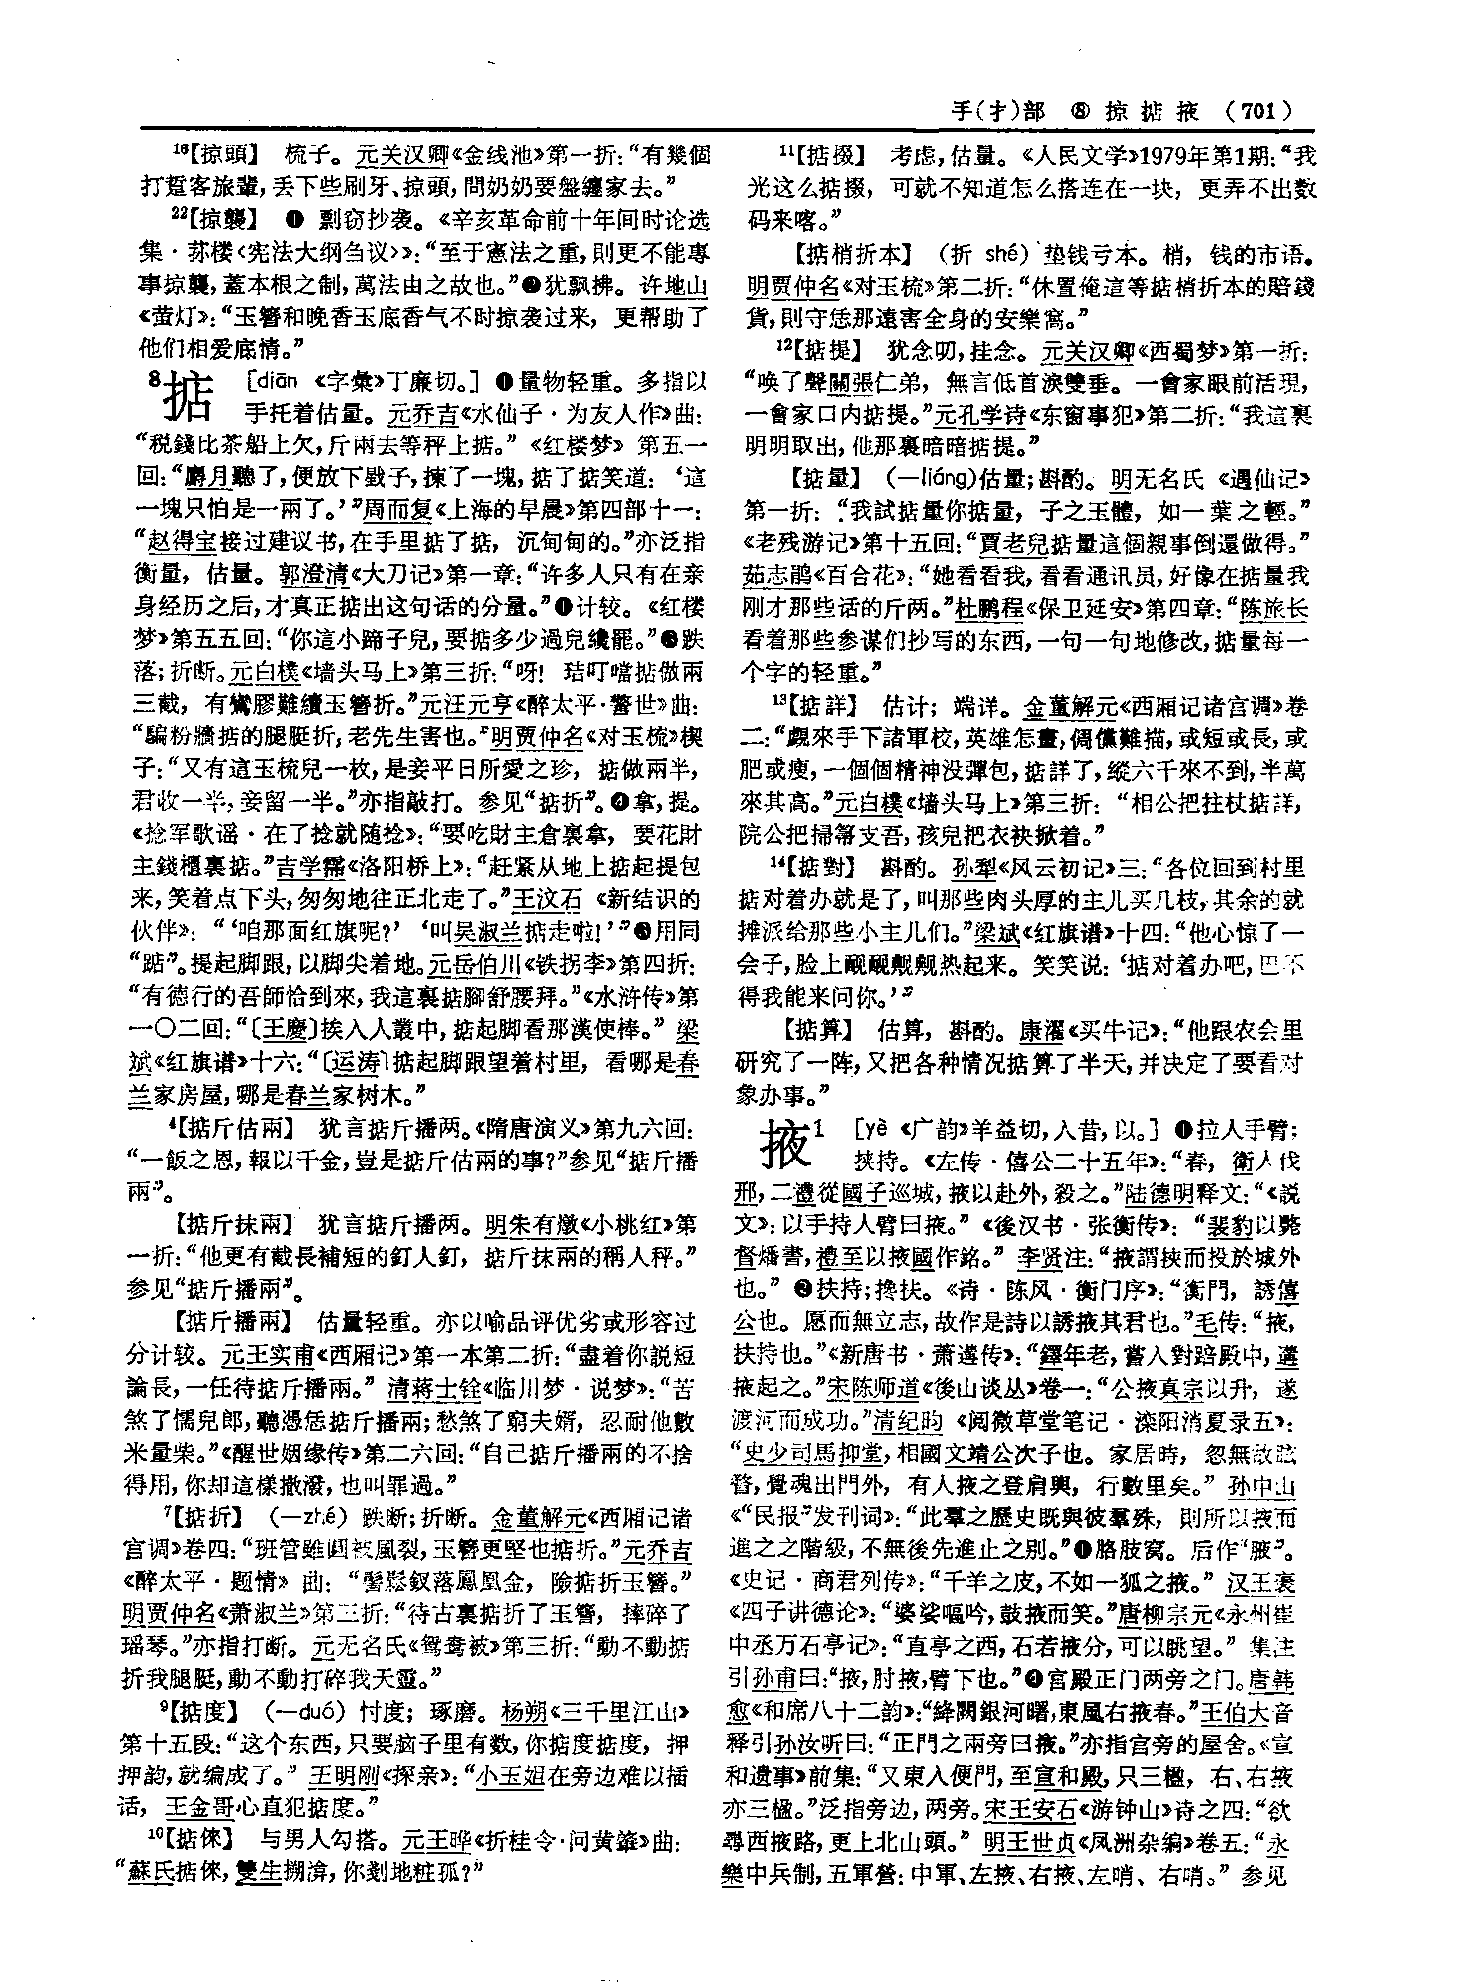 手(扌)部 ⑧ 掠 掂 掖 (701)
16【掠頭】 梳子。元关汉卿《金线池》第一折：“有幾個
打踅客旅輩，丢下些刷牙、掠頭，問奶奶要盤纏家去。”
22【掠襲】 ❶ 剽窃抄袭。《辛亥革命前十年间时论选
集·苏楼〈宪法大纲刍议〉》：“至于憲法之重，則更不能專
事掠襲，蓋本根之制，萬法由之故也。”❷犹飘拂。许地山
《萤灯》：“玉簪和晚香玉底香气不时掠袭过来，更帮助了
他们相爱底情。”
8掂 [diān 《字彙》丁廉切。] ❶量物轻重。多指以
手托着估量。元乔吉《水仙子·为友人作》曲：
“税錢比茶船上欠，斤兩去等秤上掂。”《红楼梦》第五一
回：“麝月聽了，便放下戥子，揀了一塊，掂了掂笑道：‘這
一塊只怕是一兩了。’”周而复《上海的早晨》第四部十一：
“赵得宝接过建议书，在手里掂了掂，沉甸甸的。”亦泛指
衡量，估量。郭澄清《大刀记》第一章：“许多人只有在亲
身经历之后，才真正掂出这句话的分量。”❶计较。《红楼
梦》第五五回：“你這小蹄子兒，要掂多少過兒纔罷。”❸跌
落；折断。元白樸《墙头马上》第三折：“呀！珪叮噹掂做兩
三截，有鸞膠難續玉簪折。”元汪元亨《醉太平·警世》曲：
“騙粉牆掂的腿脡折，老先生害也。”明贾仲名《对玉梳》楔
子：“又有這玉梳兒一枚，是妾平日所愛之珍，掂做兩半，
君收一半，妾留一半。”亦指敲打。参见“掂折”。❹拿，提。
《捻军歌谣·在了捻就随捻》：“要吃財主倉裏拿，要花財
主錢櫃裏掂。”吉学霈《洛阳桥上》：“赶紧从地上掂起提包
来，笑着点下头，匆匆地往正北走了。”王汶石《新结识的
伙伴》：“‘咱那面红旗呢？’‘叫吴淑兰掂走啦！’”❺用同
“踮”。提起脚跟，以脚尖着地。元岳伯川《铁拐李》第四折：
“有德行的吾師恰到來，我這裏掂腳舒腰拜。”《水浒传》第
一〇二回：“〔王慶〕挨入人叢中，掂起脚看那漢使棒。”梁
斌《红旗谱》十六：“〔运涛〕掂起脚跟望着村里，看哪是春
兰家房屋，哪是春兰家树木。”
4【掂斤估兩】 犹言掂斤播两。《隋唐演义》第九六回：
“一飯之恩，報以千金，豈是掂斤估兩的事？”参见“掂斤播
兩”。
【掂斤抹兩】 犹言掂斤播两。明朱有燉《小桃红》第
一折：“他更有截長補短的釘人釘，掂斤抹兩的稱人秤。”
参见“掂斤播兩”。
【掂斤播兩】 估量轻重。亦以喻品评优劣或形容过
分计较。元王实甫《西厢记》第一本第二折：“盡着你説短
論長，一任待掂斤播兩。”清蒋士铨《临川梦·说梦》：“苦
煞了懦兒郎，聽憑恁掂斤播兩；愁煞了窮夫婿，忍耐他數
米量柴。”《醒世姻缘传》第二六回：“自己掂斤播兩的不捨
得用，你却這樣撒潑，也叫罪過。”
7【掂折】 (—zhé) 跌断；折断。金董解元《西厢记诸
宫调》卷四：“班管雖圓被風裂，玉簪更堅也掂折。”元乔吉
《醉太平·题情》曲：“髻鬆釵落鳳凰金，險掂折玉簪。”
明贾仲名《萧淑兰》第三折：“待古裏掂折了玉簪，摔碎了
瑶琴。”亦指打断。元无名氏《鸳鸯被》第三折：“動不動掂
折我腿脡，動不動打碎我天靈。”
9【掂度】 (—duó) 忖度；琢磨。杨朔《三千里江山》
第十五段：“这个东西，只要脑子里有数，你掂度掂度，押
押韵，就编成了。”王明刚《探亲》：“小玉姐在旁边难以插
话，王金哥心直犯掂度。”
10【掂倈】 与男人勾搭。元王晔《折桂令·问黄肇》曲：
“蘇氏掂倈，雙生搠渰，你剗地粧孤？”
11【掂掇】 考虑，估量。《人民文学》1979年第1期：“我
光这么掂掇，可就不知道怎么搭连在一块，更弄不出数
码来喀。”
【掂梢折本】 (折 shé) 垫钱亏本。梢，钱的市语。
明贾仲名《对玉梳》第二折：“休置俺這等掂梢折本的賠錢
貨，則守恁那遠害全身的安樂窩。”
12【掂提】 犹念叨，挂念。元关汉卿《西蜀梦》第一折：
“唤了聲關張仁弟，無言低首淚雙垂。一會家眼前活現，
一會家口内掂提。”元孔学诗《东窗事犯》第二折：“我這裏
明明取出，他那裏暗暗掂提。”
【掂量】 (—liáng)估量；斟酌。明无名氏《遇仙记》
第一折：“我試掂量你掂量，子之玉體，如一葉之輕。”
《老残游记》第十五回：“賈老兒掂量這個親事倒還做得。”
茹志鹃《百合花》：“她看看我，看看通讯员，好像在掂量我
刚才那些话的斤两。”杜鹏程《保卫延安》第四章：“陈旅长
看着那些参谋们抄写的东西，一句一句地修改，掂量每一
个字的轻重。”
13【掂詳】 估计；端详。金董解元《西厢记诸宫调》卷
二：“覷來手下諸軍校，英雄怎畫，倜儻難描，或短或長，或
肥或瘦，一個個精神没彈包，掂詳了，縱六千來不到，半萬
來其高。”元白樸《墙头马上》第三折：“相公把拄杖掂詳，
院公把掃箒支吾，孩兒把衣袂掀着。”
14【掂對】 斟酌。孙犁《风云初记》三：“各位回到村里
掂对着办就是了，叫那些肉头厚的主儿买几枝，其余的就
摊派给那些小主儿们。”梁斌《红旗谱》十四：“他心惊了一
会子，脸上觍觍觍觍热起来。笑笑说：‘掂对着办吧，巴不
得我能来问你。’”
【掂算】 估算，斟酌。康濯《买牛记》：“他跟农会里
研究了一阵，又把各种情况掂算了半天，并决定了要看对
象办事。”
掖1 [yè 《广韵》羊益切，入昔，以。] ❶拉人手臂；
挟持。《左传·僖公二十五年》：“春，衛人伐
邢，二禮從國子巡城，掖以赴外，殺之。”陆德明释文：“《説
文》：以手持人臂曰掖。”《後汉书·张衡传》：“裴豹以斃
督燔書，禮至以掖國作銘。”李贤注：“掖謂挾而投於城外
也。”❷扶持；搀扶。《诗·陈风·衡门序》：“衡門，誘僖
公也。愿而無立志，故作是詩以誘掖其君也。”毛传：“掖，
扶持也。”《新唐书·萧遘传》：“鐸年老，嘗入對踣殿中，遘
掖起之。”宋陈师道《後山谈丛》卷一：“公掖真宗以升，遂
渡河而成功。”清纪昀《阅微草堂笔记·滦阳消夏录五》：
“史少司馬抑堂，相國文靖公次子也。家居時，忽無故眩
瞀，覺魂出門外，有人掖之登肩輿，行數里矣。”孙中山
《“民报”发刊词》：“此羣之歷史既與彼羣殊，則所以掖而
進之之階級，不無後先進止之别。”❶胳肢窝。后作“腋”。
《史记·商君列传》：“千羊之皮，不如一狐之掖。”汉王褒
《四子讲德论》：“婆娑嘔吟，鼓掖而笑。”唐柳宗元《永州崔
中丞万石亭记》：“直亭之西，石若掖分，可以眺望。”集注
引孙甫曰：“掖，肘掖，臂下也。”❹宫殿正门两旁之门。唐韩
愈《和席八十二韵》：“絳闕銀河曙，東風右掖春。”王伯大音
释引孙汝听曰：“正門之兩旁曰掖。”亦指宫旁的屋舍。《宣
和遗事》前集：“又東入便門，至宣和殿，只三楹，右、右掖
亦三楹。”泛指旁边，两旁。宋王安石《游钟山》诗之四：“欲
尋西掖路，更上北山頭。”明王世贞《凤洲杂编》卷五：“永
樂中兵制，五軍營：中軍、左掖、右掖、左哨、右哨。”参见